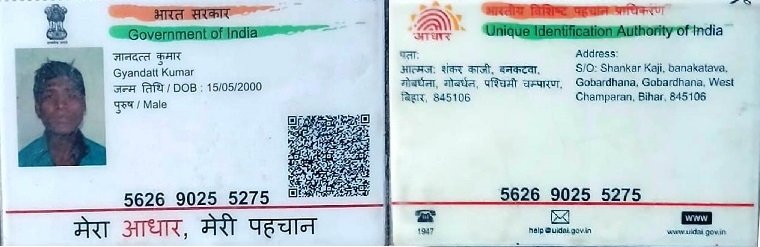 भारत सरकार
Government of India
ज्ञानदत्त कुमार
Gyandatt Kumar
जन्म तिथि / DOB : 15/05/2000
पुरुष / Male
5626 9025 5275
मेरा आधार, मेरी पहचान
भारतीय विशिष्ट पहचान प्राधिकरण
Unique Identification Authority of India
आधार
पता:
आत्मज: शंकर काजी, बनकटवा,
गोबर्धना, गोबर्धन, पश्चिमी चम्पारण,
बिहार, 845106
Address:
S/O: Shankar Kaji, banakatava,
Gobardhana, Gobardhana, West
Champaran, Bihar, 845106
5626 9025 5275
1947
help@uidai.gov.in
www
www.uidai.gov.in